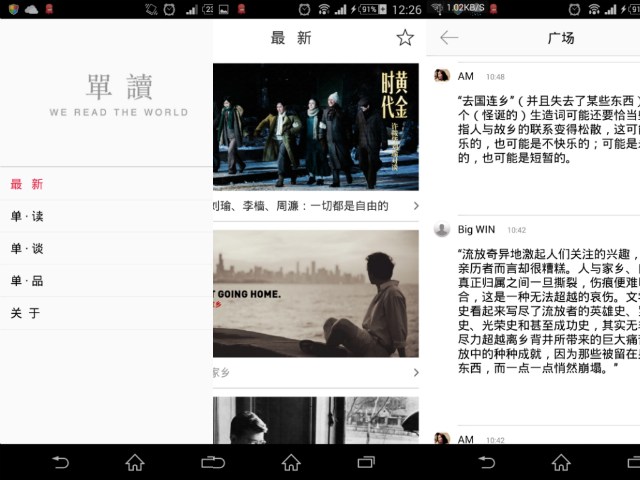 單讀
WE READ THE WORLD
最 新
单·读
单·谈
单·品
关 于
91%
12:26
最 新
黄金时代
刘瑜、李樯、周濂：一切都是自由的
T GOING HOME.
家乡
1.02KB/S
广场
AM 10:48
“去国连乡”（并且失去了某些东西）
个（怪诞的）生造词可能还要恰当
指人与故乡的联系变得松散，这可
乐的，也可能是不快乐的；可能是
的，也可能是短暂的。
Big WIN 10:42
“流放奇异地激起人们关注的兴趣，
亲历者而言却很糟糕。人与家乡、
真正归属之间一旦撕裂，伤痕便难
合，这是一种无法超越的哀伤。文
史看起来写尽了流放者的英雄史、
史、光荣史和甚至成功史，其实无
尽力超越离乡背井所带来的巨大痛
放中的种种成就，因为那些被留在
东西，而一点一点悄然崩塌。”
AM 10:42